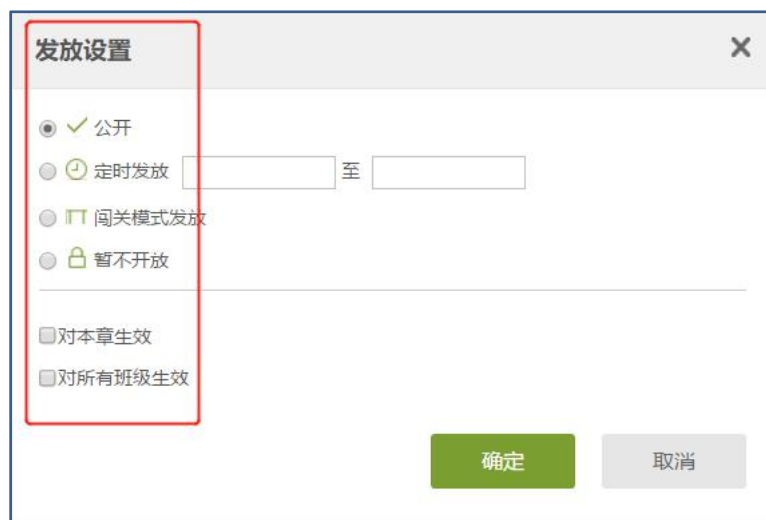 发放设置
公开
定时发放 至
闯关模式发放
暂不开放
对本章生效
对所有班级生效
确定 取消